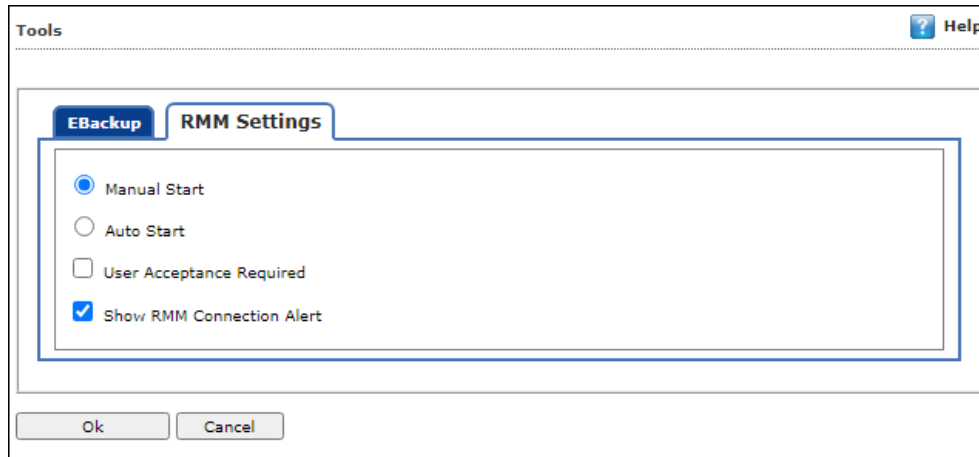 Tools
? Help
EBackup RMM Settings
Manual Start
Auto Start
User Acceptance Required
Show RMM Connection Alert
Ok Cancel